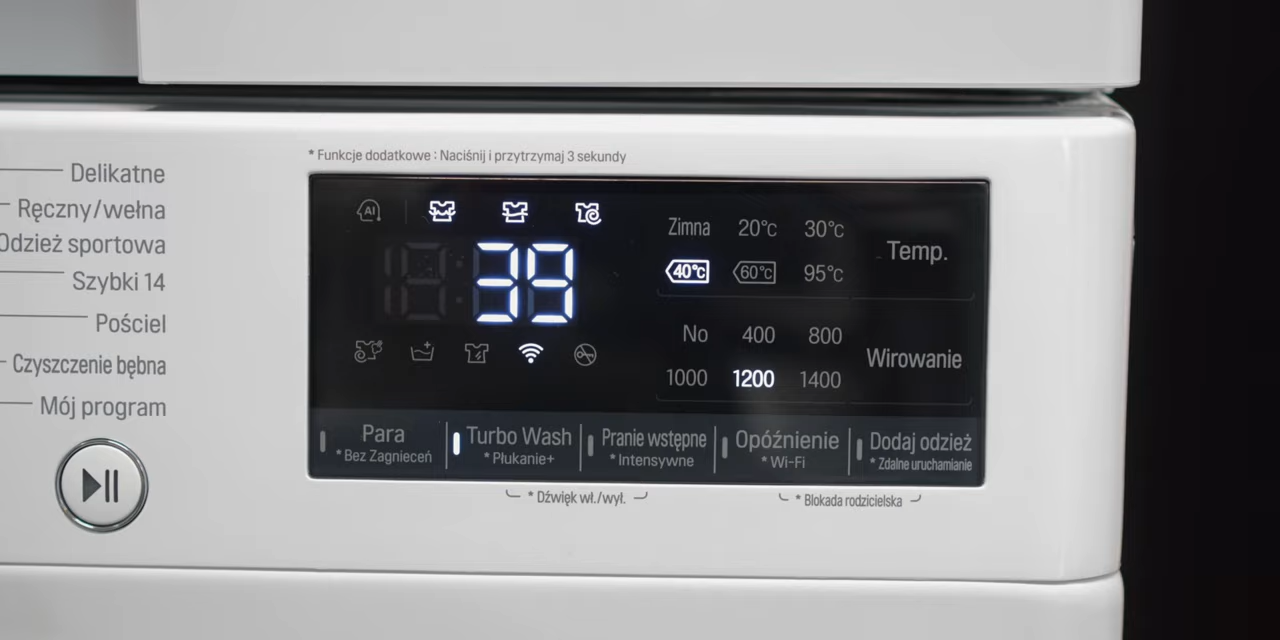 * Funkcje dodatkowe : Naciśnij i przytrzymaj 3 sekundy
Delikatne
Ręczny/wełna
Odzież sportowa
Szybki 14
Pościel
Czyszczenie bębna
Mój program
AI
39
Zimna 20°c 30°c
40°c 60°c 95°c
Temp.
No 400 800
1000 1200 1400
Wirowanie
Para
* Bez Zagnieceń
Turbo Wash
* Płukanie+
Pranie wstępne
* Intensywne
Opóźnienie
* Wi-Fi
Dodaj odzież
* Zdalne uruchamianie
* Dźwięk wł./wył.
* Blokada rodzicielska